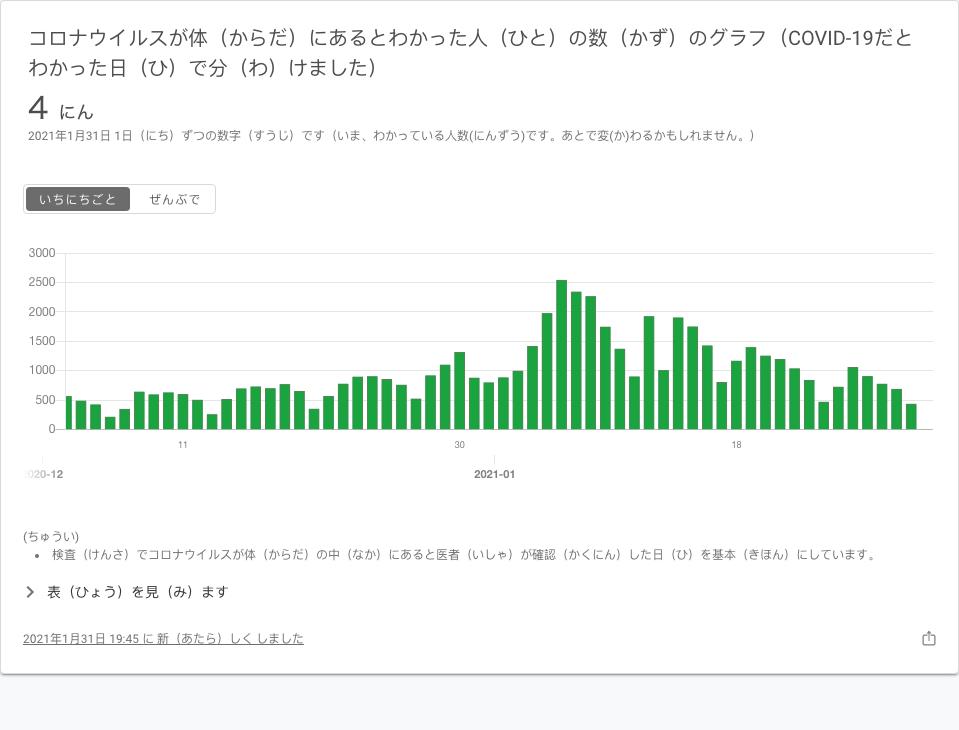 コロナウイルスが体（からだ）にあるとわかった人（ひと）の数（かず）のグラフ（COVID-19だと
わかった日（ひ）で分（わ）けました）
4 にん
2021年1月31日 1日（にち）ずつの数字（すうじ）です（いま、わかっている人数(にんずう)です。あとで変(か)わるかもしれません。）
いちにちごと ぜんぶで
3000
2500
2000
1500
1000
500
0
11 30 18
020-12 2021-01
(ちゅうい)
• 検査（けんさ）でコロナウイルスが体（からだ）の中（なか）にあると医者（いしゃ）が確認（かくにん）した日（ひ）を基本（きほん）にしています。
表（ひょう）を見（み）ます
2021年1月31日 19:45 に 新（あたら）しく しました